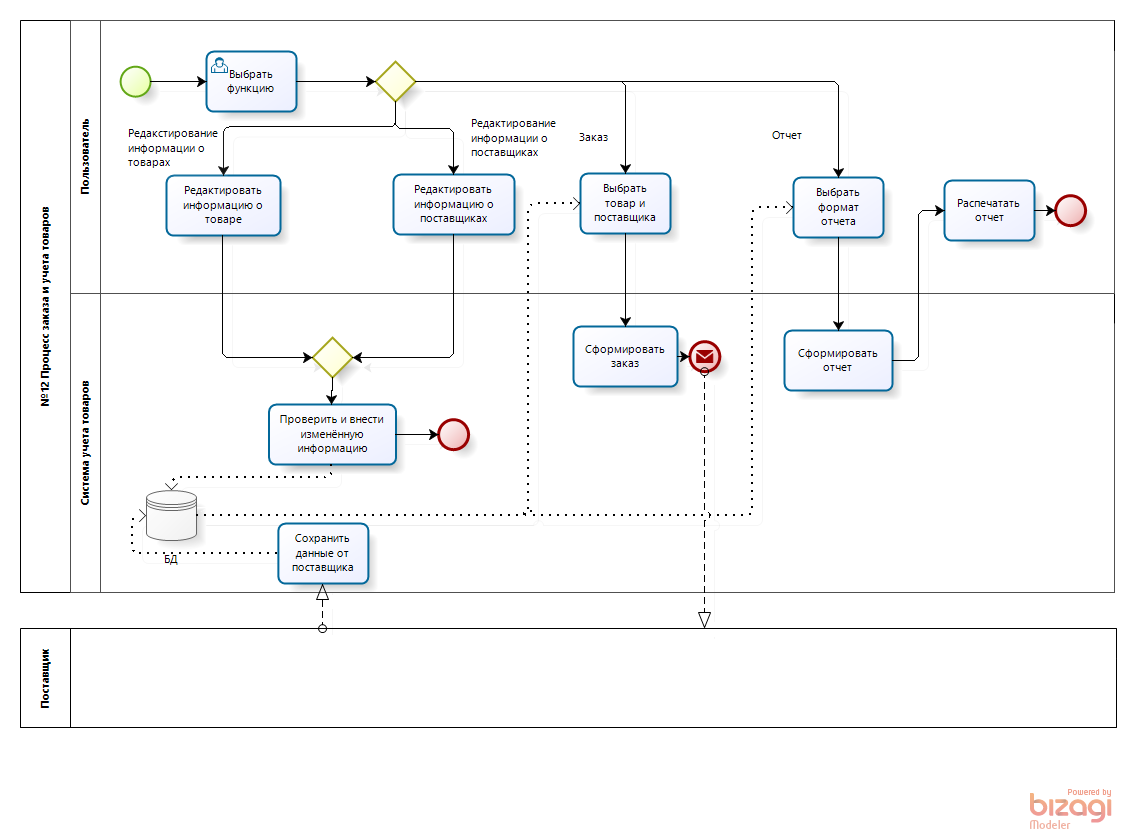 №12 Процесс заказа и учета товаров
Пользователь
Выбрать
функцию
Редакстирование
информации о
товарах
Редактирование
информации о
поставщиках
Заказ
Отчет
Редактировать
информацию о
товаре
Редактировать
информацию о
поставщиках
Выбрать
товар и
поставщика
Выбрать
формат
отчета
Распечатать
отчет
Система учета товаров
Сформировать
заказ
Сформировать
отчет
Проверить и внести
изменённую
информацию
БД
Сохранить
данные от
поставщика
Поставщик
Powered by
bizagi
Modeler